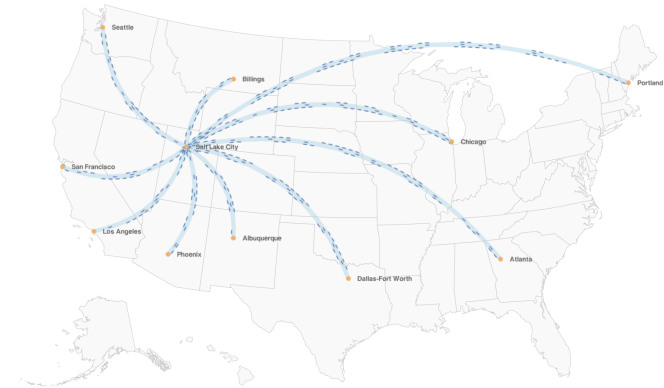 Seattle
Portland
Billings
Chicago
Salt Lake City
San Francisco
Los Angeles
Albuquerque
Phoenix
Atlanta
Dallas-Fort Worth